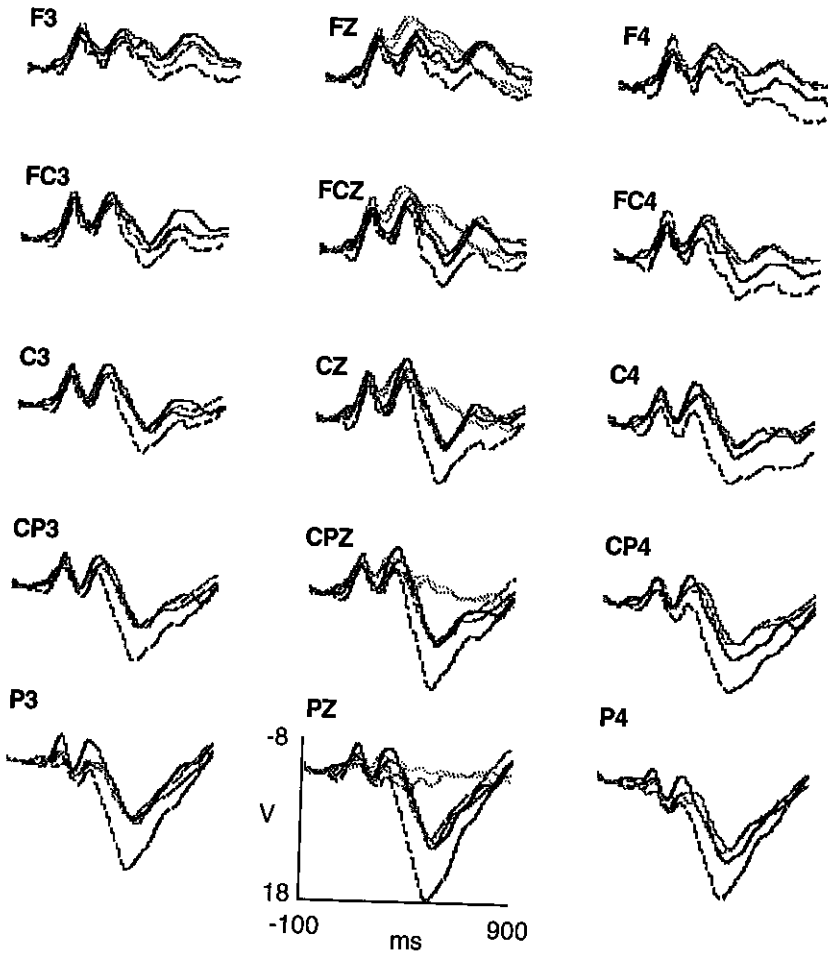 F3 FZ F4
FC3 FCZ FC4
C3 CZ C4
CP3 CPZ CP4
P3 PZ P4
-8
V
18
-100 900
ms